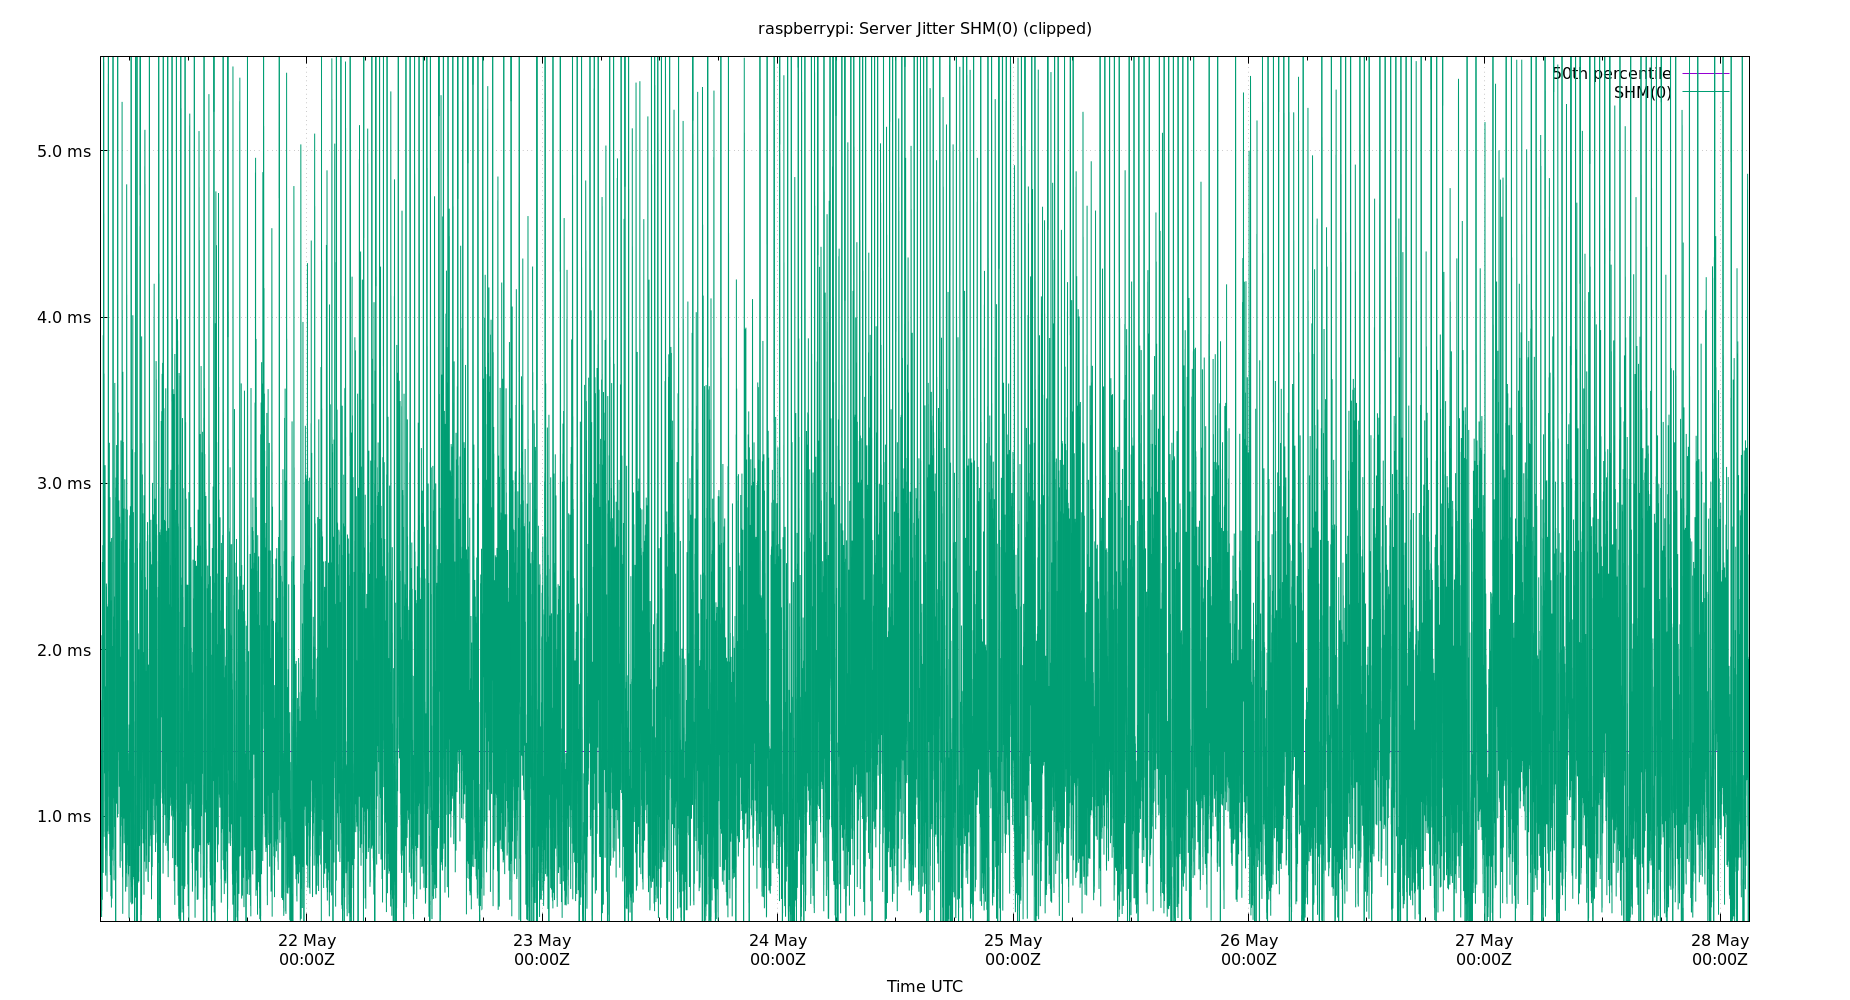 raspberrypi: Server Jitter SHM(0) (clipped)
50th percentile
SHM(0)
5.0 ms
4.0 ms
3.0 ms
2.0 ms
1.0 ms
22 May 23 May 24 May 25 May 26 May 27 May 28 May
00:00Z 00:00Z 00:00Z 00:00Z 00:00Z 00:00Z 00:00Z
Time UTC